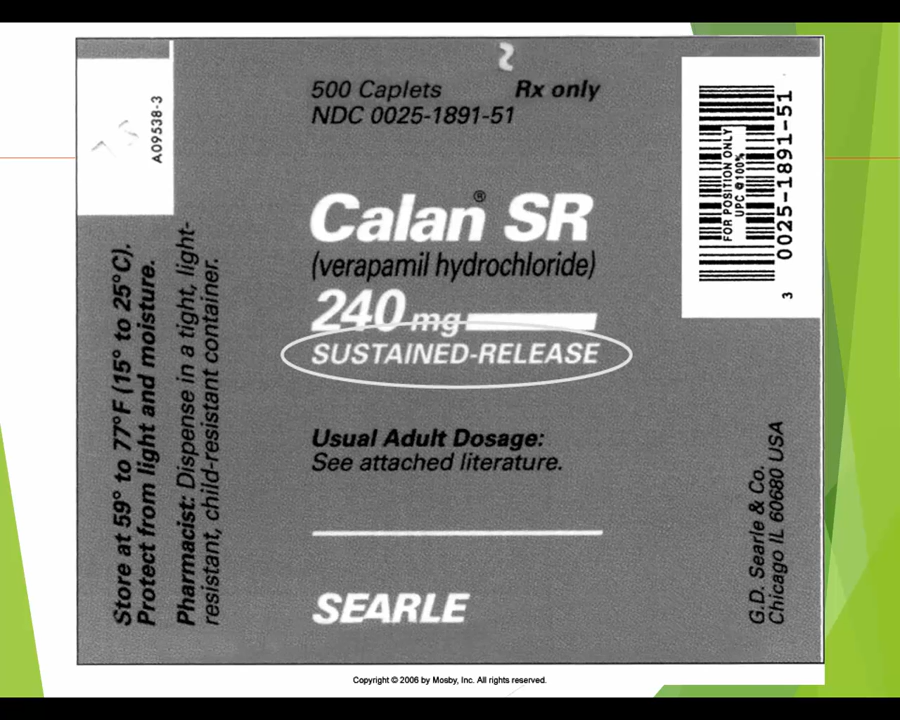 500 Caplets Rx only
NDC 0025-1891-51
Calan® SR
(verapamil hydrochloride)
240 mg
SUSTAINED-RELEASE
Usual Adult Dosage:
See attached literature.
SEARLE
A09538-3
Store at 59° to 77°F (15° to 25°C).
Protect from light and moisture.
Pharmacist: Dispense in a tight, light-
resistant, child-resistant container.
FOR POSITION ONLY
UPC @100%
3 0025-1891-51
G.D. Searle & Co.
Chicago IL 60680 USA
Copyright © 2006 by Mosby, Inc. All rights reserved.